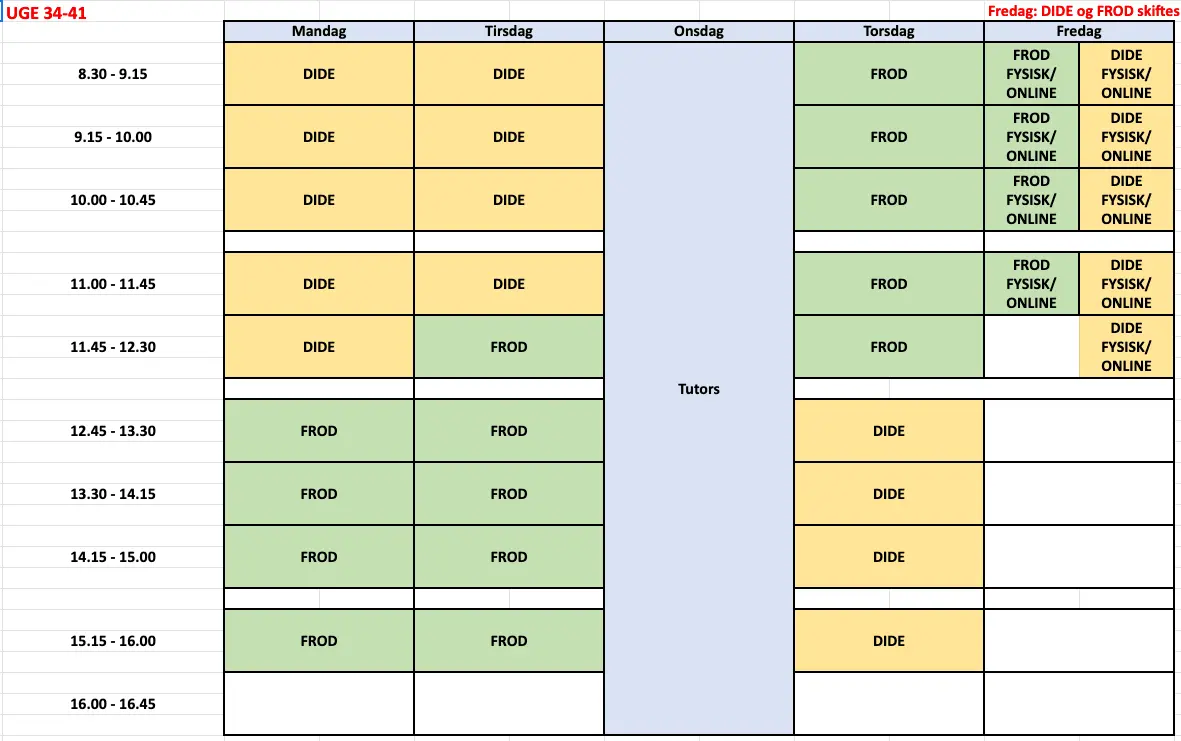 UGE 34-41
Fredag: DIDE og FROD skiftes
Mandag Tirsdag Onsdag Torsdag Fredag
8.30 - 9.15 DIDE DIDE FROD FROD FYSISK/ ONLINE DIDE FYSISK/ ONLINE
9.15 - 10.00 DIDE DIDE FROD FROD FYSISK/ ONLINE DIDE FYSISK/ ONLINE
10.00 - 10.45 DIDE DIDE FROD FROD FYSISK/ ONLINE DIDE FYSISK/ ONLINE
11.00 - 11.45 DIDE DIDE FROD FROD FYSISK/ ONLINE DIDE FYSISK/ ONLINE
11.45 - 12.30 DIDE FROD FROD DIDE FYSISK/ ONLINE
Tutors
12.45 - 13.30 FROD FROD DIDE
13.30 - 14.15 FROD FROD DIDE
14.15 - 15.00 FROD FROD DIDE
15.15 - 16.00 FROD FROD DIDE
16.00 - 16.45